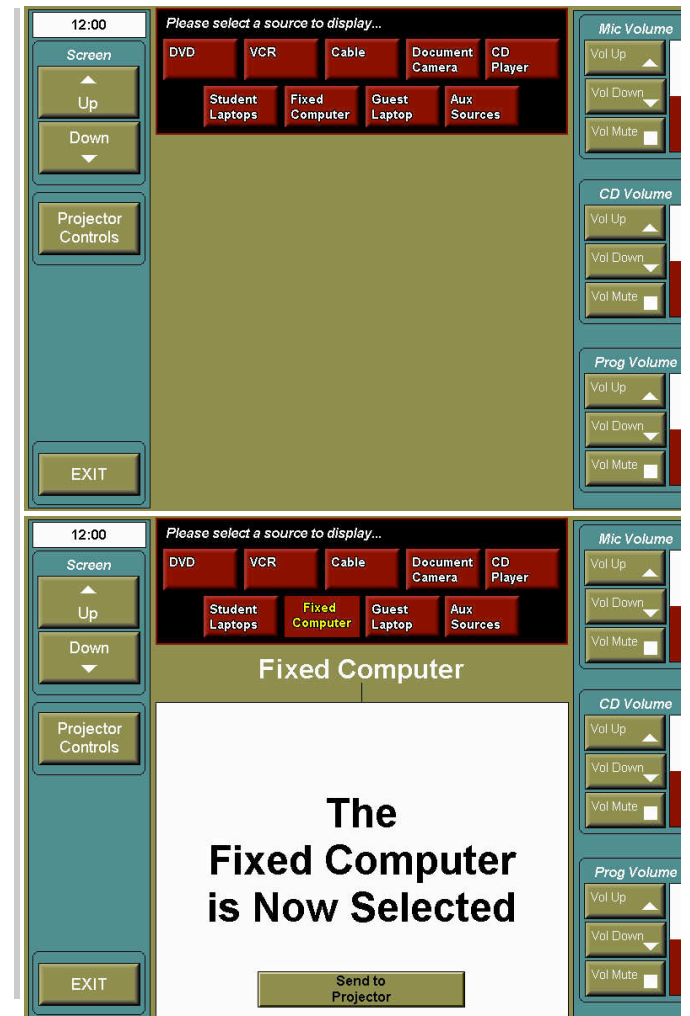 12:00
Screen
Up
Down
Projector
Controls
EXIT
Please select a source to display...
DVD VCR Cable Document Camera CD Player
Student Laptops Fixed Computer Guest Laptop Aux Sources
Mic Volume
Vol Up
Vol Down
Vol Mute
CD Volume
Vol Up
Vol Down
Vol Mute
Prog Volume
Vol Up
Vol Down
Vol Mute
12:00
Screen
Up
Down
Projector
Controls
EXIT
Please select a source to display...
DVD VCR Cable Document Camera CD Player
Student Laptops Fixed Computer Guest Laptop Aux Sources
Fixed Computer
The
Fixed Computer
is Now Selected
Send to
Projector
Mic Volume
Vol Up
Vol Down
Vol Mute
CD Volume
Vol Up
Vol Down
Vol Mute
Prog Volume
Vol Up
Vol Down
Vol Mute